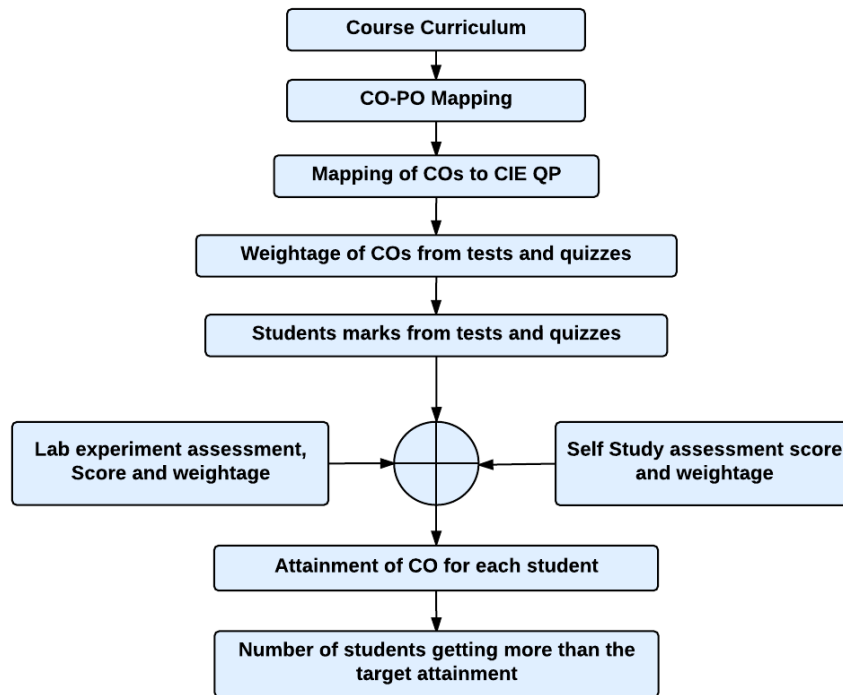 Course Curriculum
CO-PO Mapping
Mapping of COs to CIE QP
Weightage of COs from tests and quizzes
Students marks from tests and quizzes
Lab experiment assessment,
Score and weightage
Self Study assessment score
and weightage
Attainment of CO for each student
Number of students getting more than the
target attainment